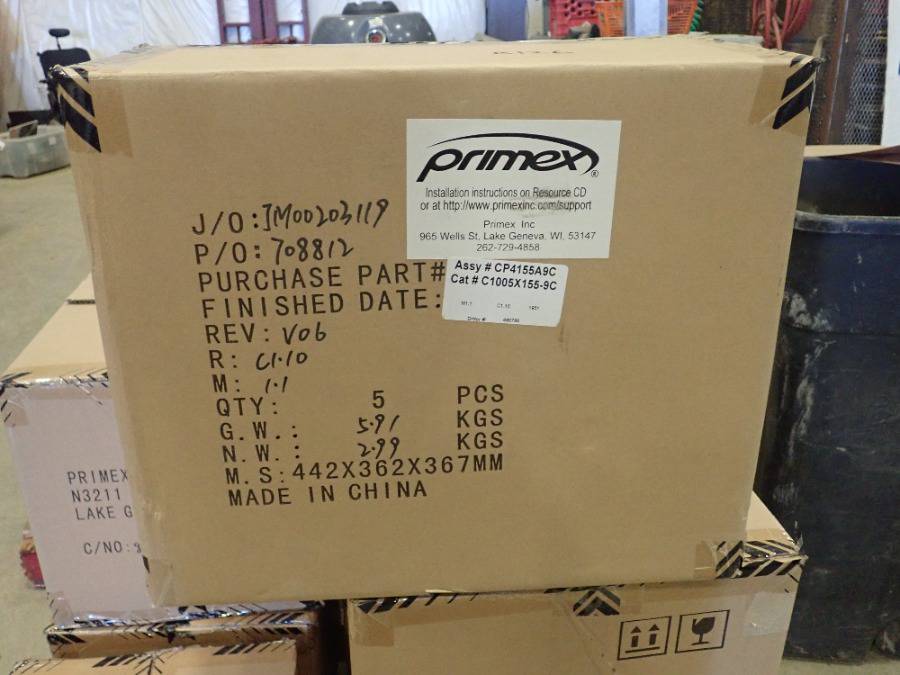 primex®
Installation instructions on Resource CD
or at http://www.primexinc.com/support
Primex Inc
965 Wells St, Lake Geneva, WI, 53147
262-729-4858
Assy # CP4155A9C
Cat # C1005X155-9C
J/O: JM00203119
P/O: 708812
PURCHASE PART#
FINISHED DATE:
REV: V06
R: C1.10
M: 1.1
QTY: 5 PCS
G.W.: 5.91 KGS
N.W.: 2.99 KGS
M.S: 442X362X367MM
MADE IN CHINA
PRIMEX
N3211
LAKE G
C/NO: